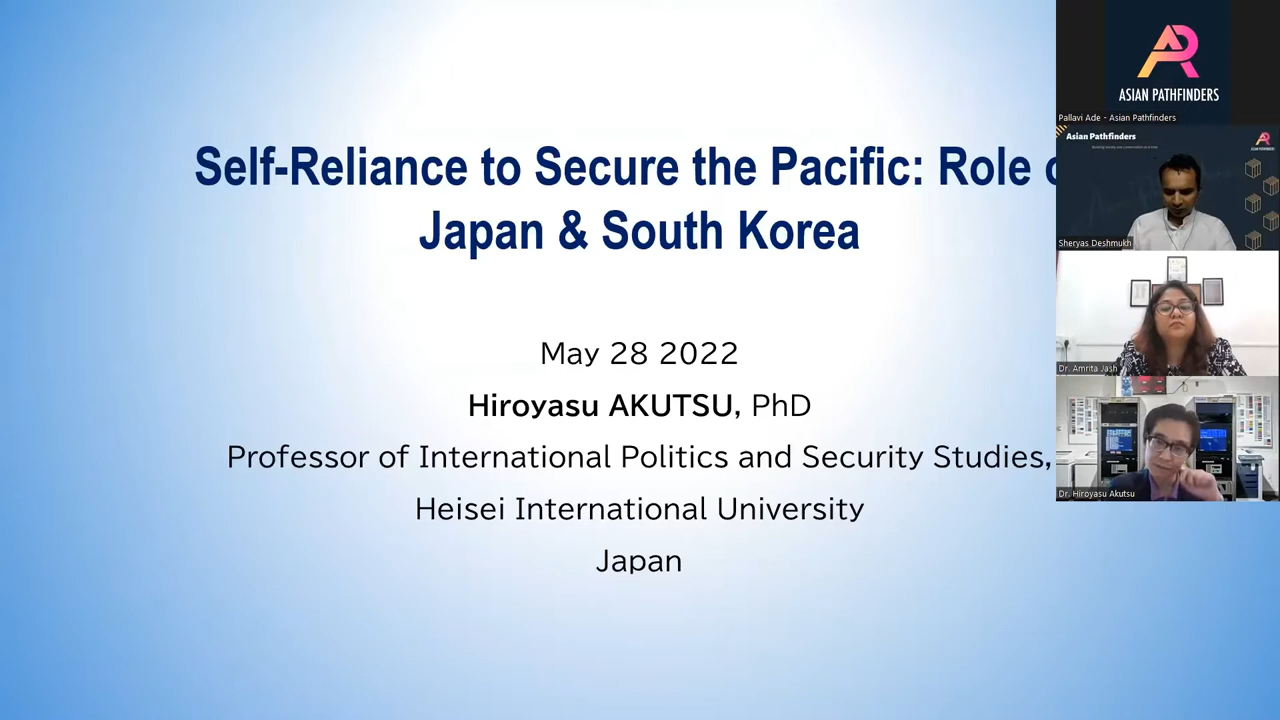 Self-Reliance to Secure the Pacific: Role
Japan & South Korea
May 28 2022
Hiroyasu AKUTSU, PhD
Professor of International Politics and Security Studies,
Heisei International University
Japan
ASIAN PATHFINDERS
Pallavi Ade - Asian Pathfinders
Asian Pathfinders
Sheryas Deshmukh
Dr. Amrita Jash
Dr. Hiroyasu Akutsu